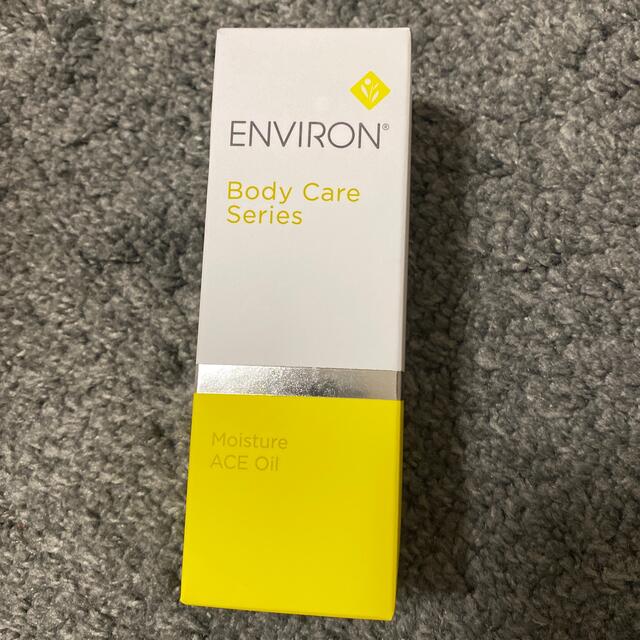 ENVIRON®
Body Care
Series
Moisture
ACE Oil